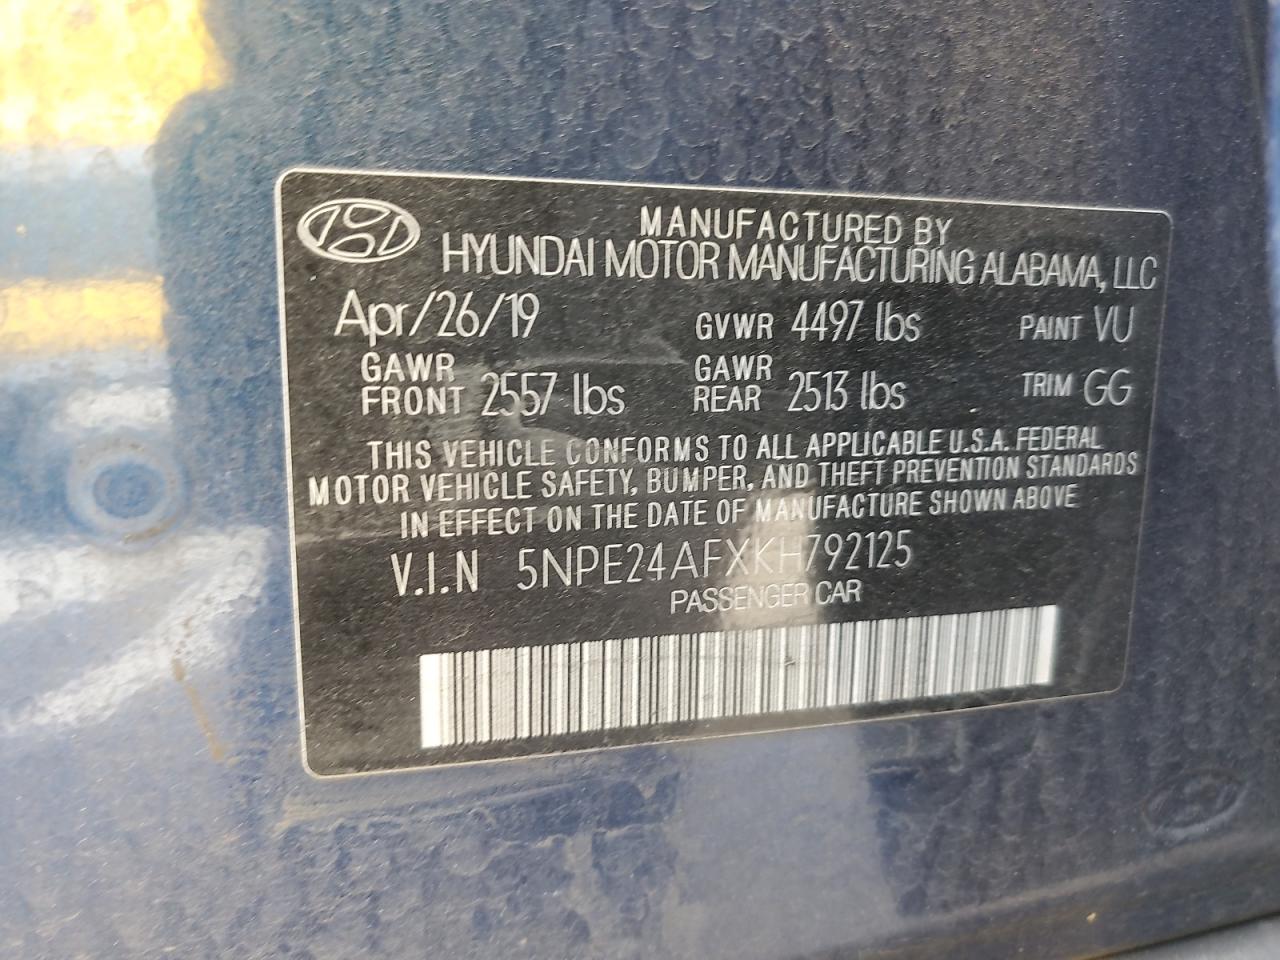 MANUFACTURED BY
HYUNDAI MOTOR MANUFACTURING ALABAMA, LLC
Apr/26/19 GVWR 4497 lbs PAINT VU
GAWR FRONT 2557 lbs GAWR REAR 2513 lbs TRIM GG
THIS VEHICLE CONFORMS TO ALL APPLICABLE U.S.A. FEDERAL
MOTOR VEHICLE SAFETY, BUMPER, AND THEFT PREVENTION STANDARDS
IN EFFECT ON THE DATE OF MANUFACTURE SHOWN ABOVE
V.I.N 5NPE24AFXKH792125
PASSENGER CAR